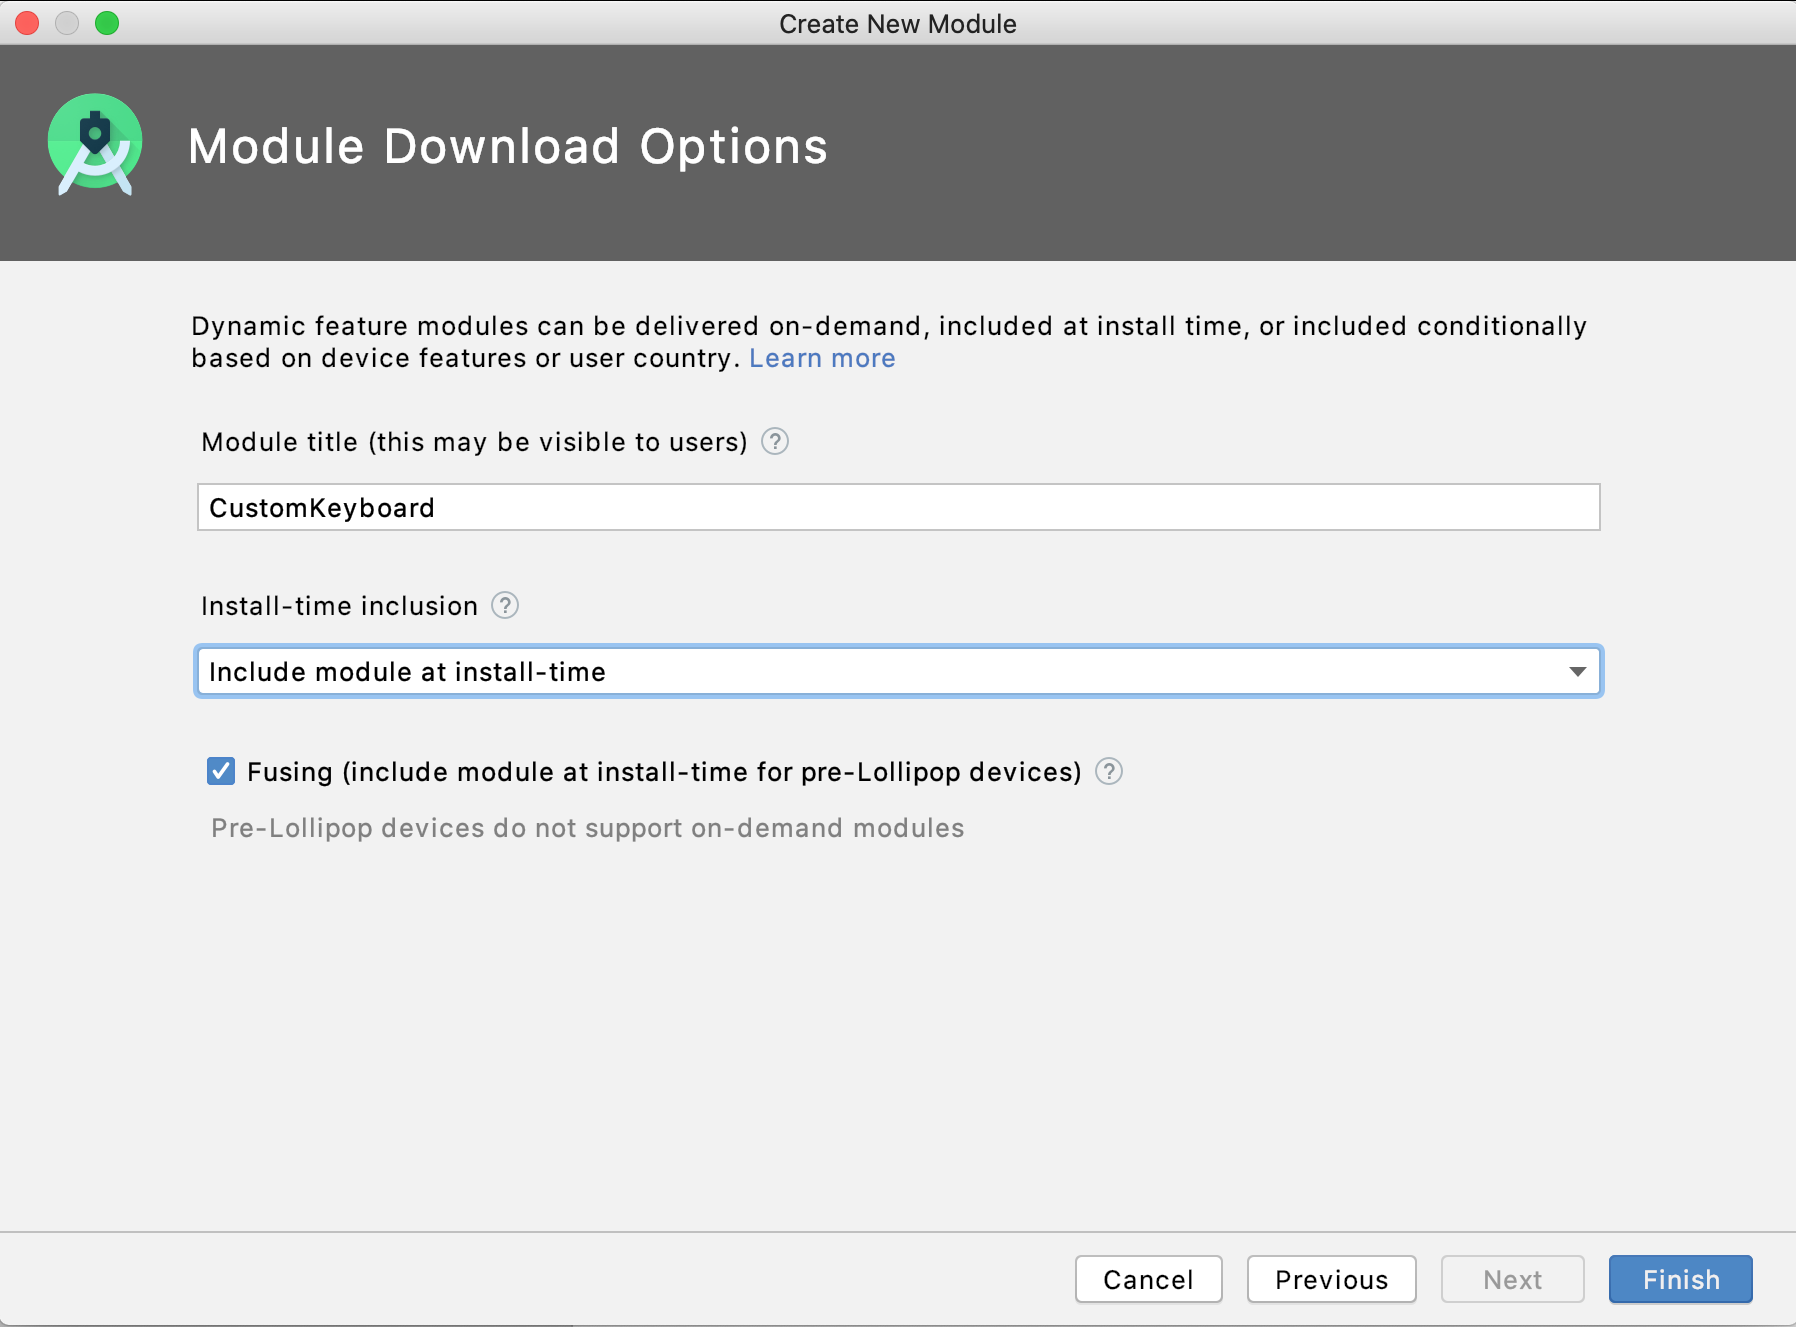 Create New Module
Module Download Options
Dynamic feature modules can be delivered on-demand, included at install time, or included conditionally
based on device features or user country. Learn more
Module title (this may be visible to users) ?
CustomKeyboard
Install-time inclusion ?
Include module at install-time
Fusing (include module at install-time for pre-Lollipop devices) ?
Pre-Lollipop devices do not support on-demand modules
Cancel Previous Next Finish